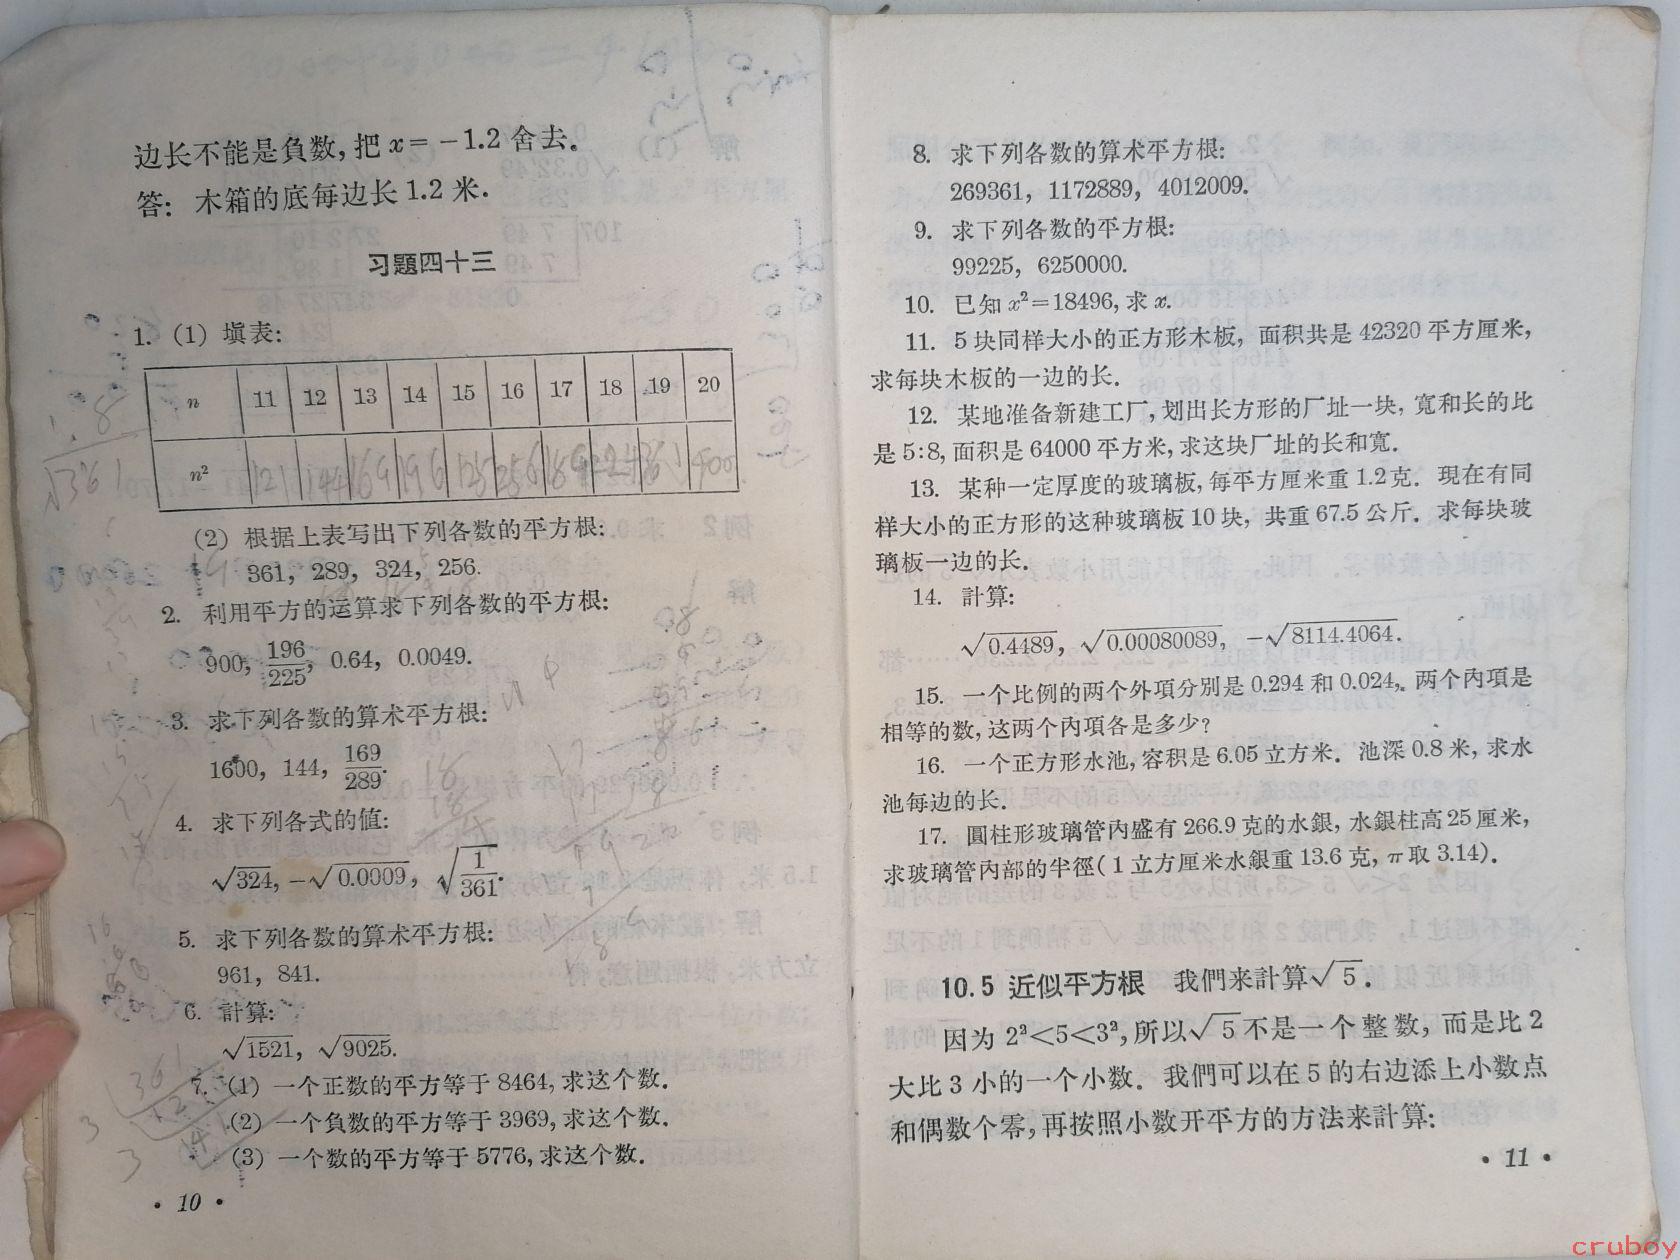 边长不能是負数,把 x=−1.2 舍去.
答: 木箱的底每边长 1.2 米.
习题四十三
1. (1) 塡表:
n 11 12 13 14 15 16 17 18 19 20
n² 121 144 169 196 256 361 400
(2) 根据上表写出下列各数的平方根:
361, 289, 324, 256.
2. 利用平方的运算求下列各数的平方根:
900, 196/225, 0.64, 0.0049.
3. 求下列各数的算术平方根:
1600, 144, 169/289.
4. 求下列各式的値:
√324, −√0.0009, √(1/361).
5. 求下列各数的算术平方根:
961, 841.
6. 計算:
√1521, √9025.
7. (1) 一个正数的平方等于 8464, 求这个数.
(2) 一个負数的平方等于 3969, 求这个数.
(3) 一个数的平方等于 5776, 求这个数.
• 10 •
8. 求下列各数的算术平方根:
269361, 1172889, 4012009.
9. 求下列各数的平方根:
99225, 6250000.
10. 已知 x²=18496, 求 x.
11. 5 块同样大小的正方形木板, 面积共是 42320 平方厘米,
求每块木板的一边的长.
12. 某地准备新建工厂, 划出长方形的厂址一块, 寬和长的比
是 5:8, 面积是 64000 平方米, 求这块厂址的长和寬.
13. 某种一定厚度的玻璃板, 每平方厘米重 1.2 克. 現在有同
样大小的正方形的这种玻璃板 10 块, 共重 67.5 公斤. 求每块玻
璃板一边的长.
14. 計算:
√0.4489, √0.00080089, −√8114.4064.
15. 一个比例的两个外項分別是 0.294 和 0.024, 两个內項是
相等的数, 这两个內項各是多少?
16. 一个正方形水池, 容积是 6.05 立方米. 池深 0.8 米, 求水
池每边的长.
17. 圓柱形玻璃管內盛有 266.9 克的水銀, 水銀柱高 25 厘米,
求玻璃管內部的半徑(1 立方厘米水銀重 13.6 克, π 取 3.14).
10.5 近似平方根 我們来計算 √5.
因为 2²<5<3², 所以 √5 不是一个整数, 而是比 2
大比 3 小的一个小数. 我們可以在 5 的右边添上小数点
和偶数个零, 再按照小数开平方的方法来計算:
• 11 •
cruboy